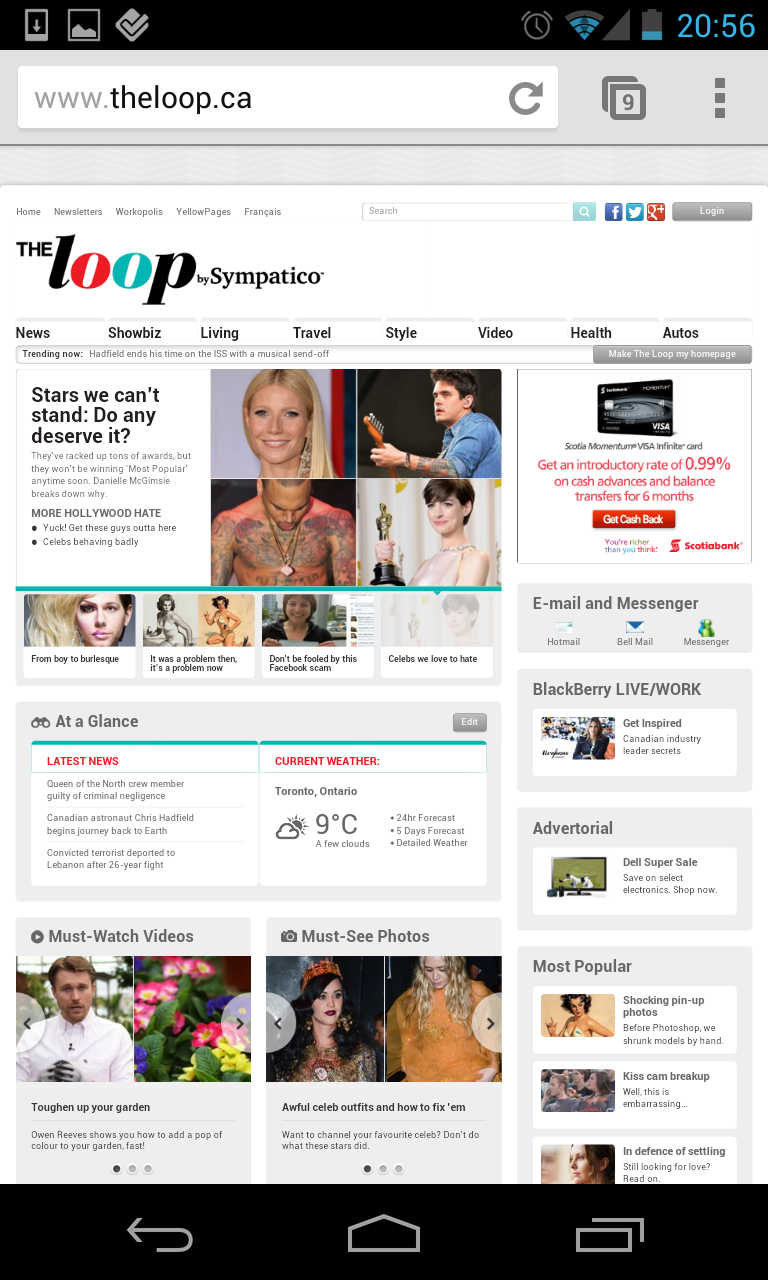 20:56
www.theloop.ca
9
Home Newsletters Workopolis YellowPages Français
Search
Login
THE loop by Sympatico
News Showbiz Living Travel Style Video Health Autos
Trending now: Hadfield ends his time on the ISS with a musical send-off
Make The Loop my homepage
Stars we can't
stand: Do any
deserve it?
They've racked up tons of awards, but
they won't be winning 'Most Popular'
anytime soon. Danielle McGimsie
breaks down why.
MORE HOLLYWOOD HATE
Yuck! Get these guys outta here
Celebs behaving badly
From boy to burlesque
It was a problem then,
it's a problem now
Don't be fooled by this
Facebook scam
Celebs we love to hate
Scotiabank MOMENTUM
VISA
Scotia Momentum® VISA Infinite* card
Get an introductory rate of 0.99%
on cash advances and balance
transfers for 6 months
Get Cash Back
You're richer
than you think!
Scotiabank
E-mail and Messenger
Hotmail Bell Mail Messenger
BlackBerry LIVE/WORK
Get Inspired
Canadian industry
leader secrets
Advertorial
Dell Super Sale
Save on select
electronics. Shop now.
Most Popular
Shocking pin-up
photos
Before Photoshop, we
shrunk models by hand.
Kiss cam breakup
Well, this is
embarrassing...
In defence of settling
Still looking for love?
Read on.
At a Glance
Edit
LATEST NEWS
Queen of the North crew member
guilty of criminal negligence
Canadian astronaut Chris Hadfield
begins journey back to Earth
Convicted terrorist deported to
Lebanon after 26-year fight
CURRENT WEATHER:
Toronto, Ontario
9°C
A few clouds
• 24hr Forecast
• 5 Days Forecast
• Detailed Weather
Must-Watch Videos
Toughen up your garden
Owen Reeves shows you how to add a pop of
colour to your garden, fast!
Must-See Photos
Awful celeb outfits and how to fix 'em
Want to channel your favourite celeb? Don't do
what these stars did.